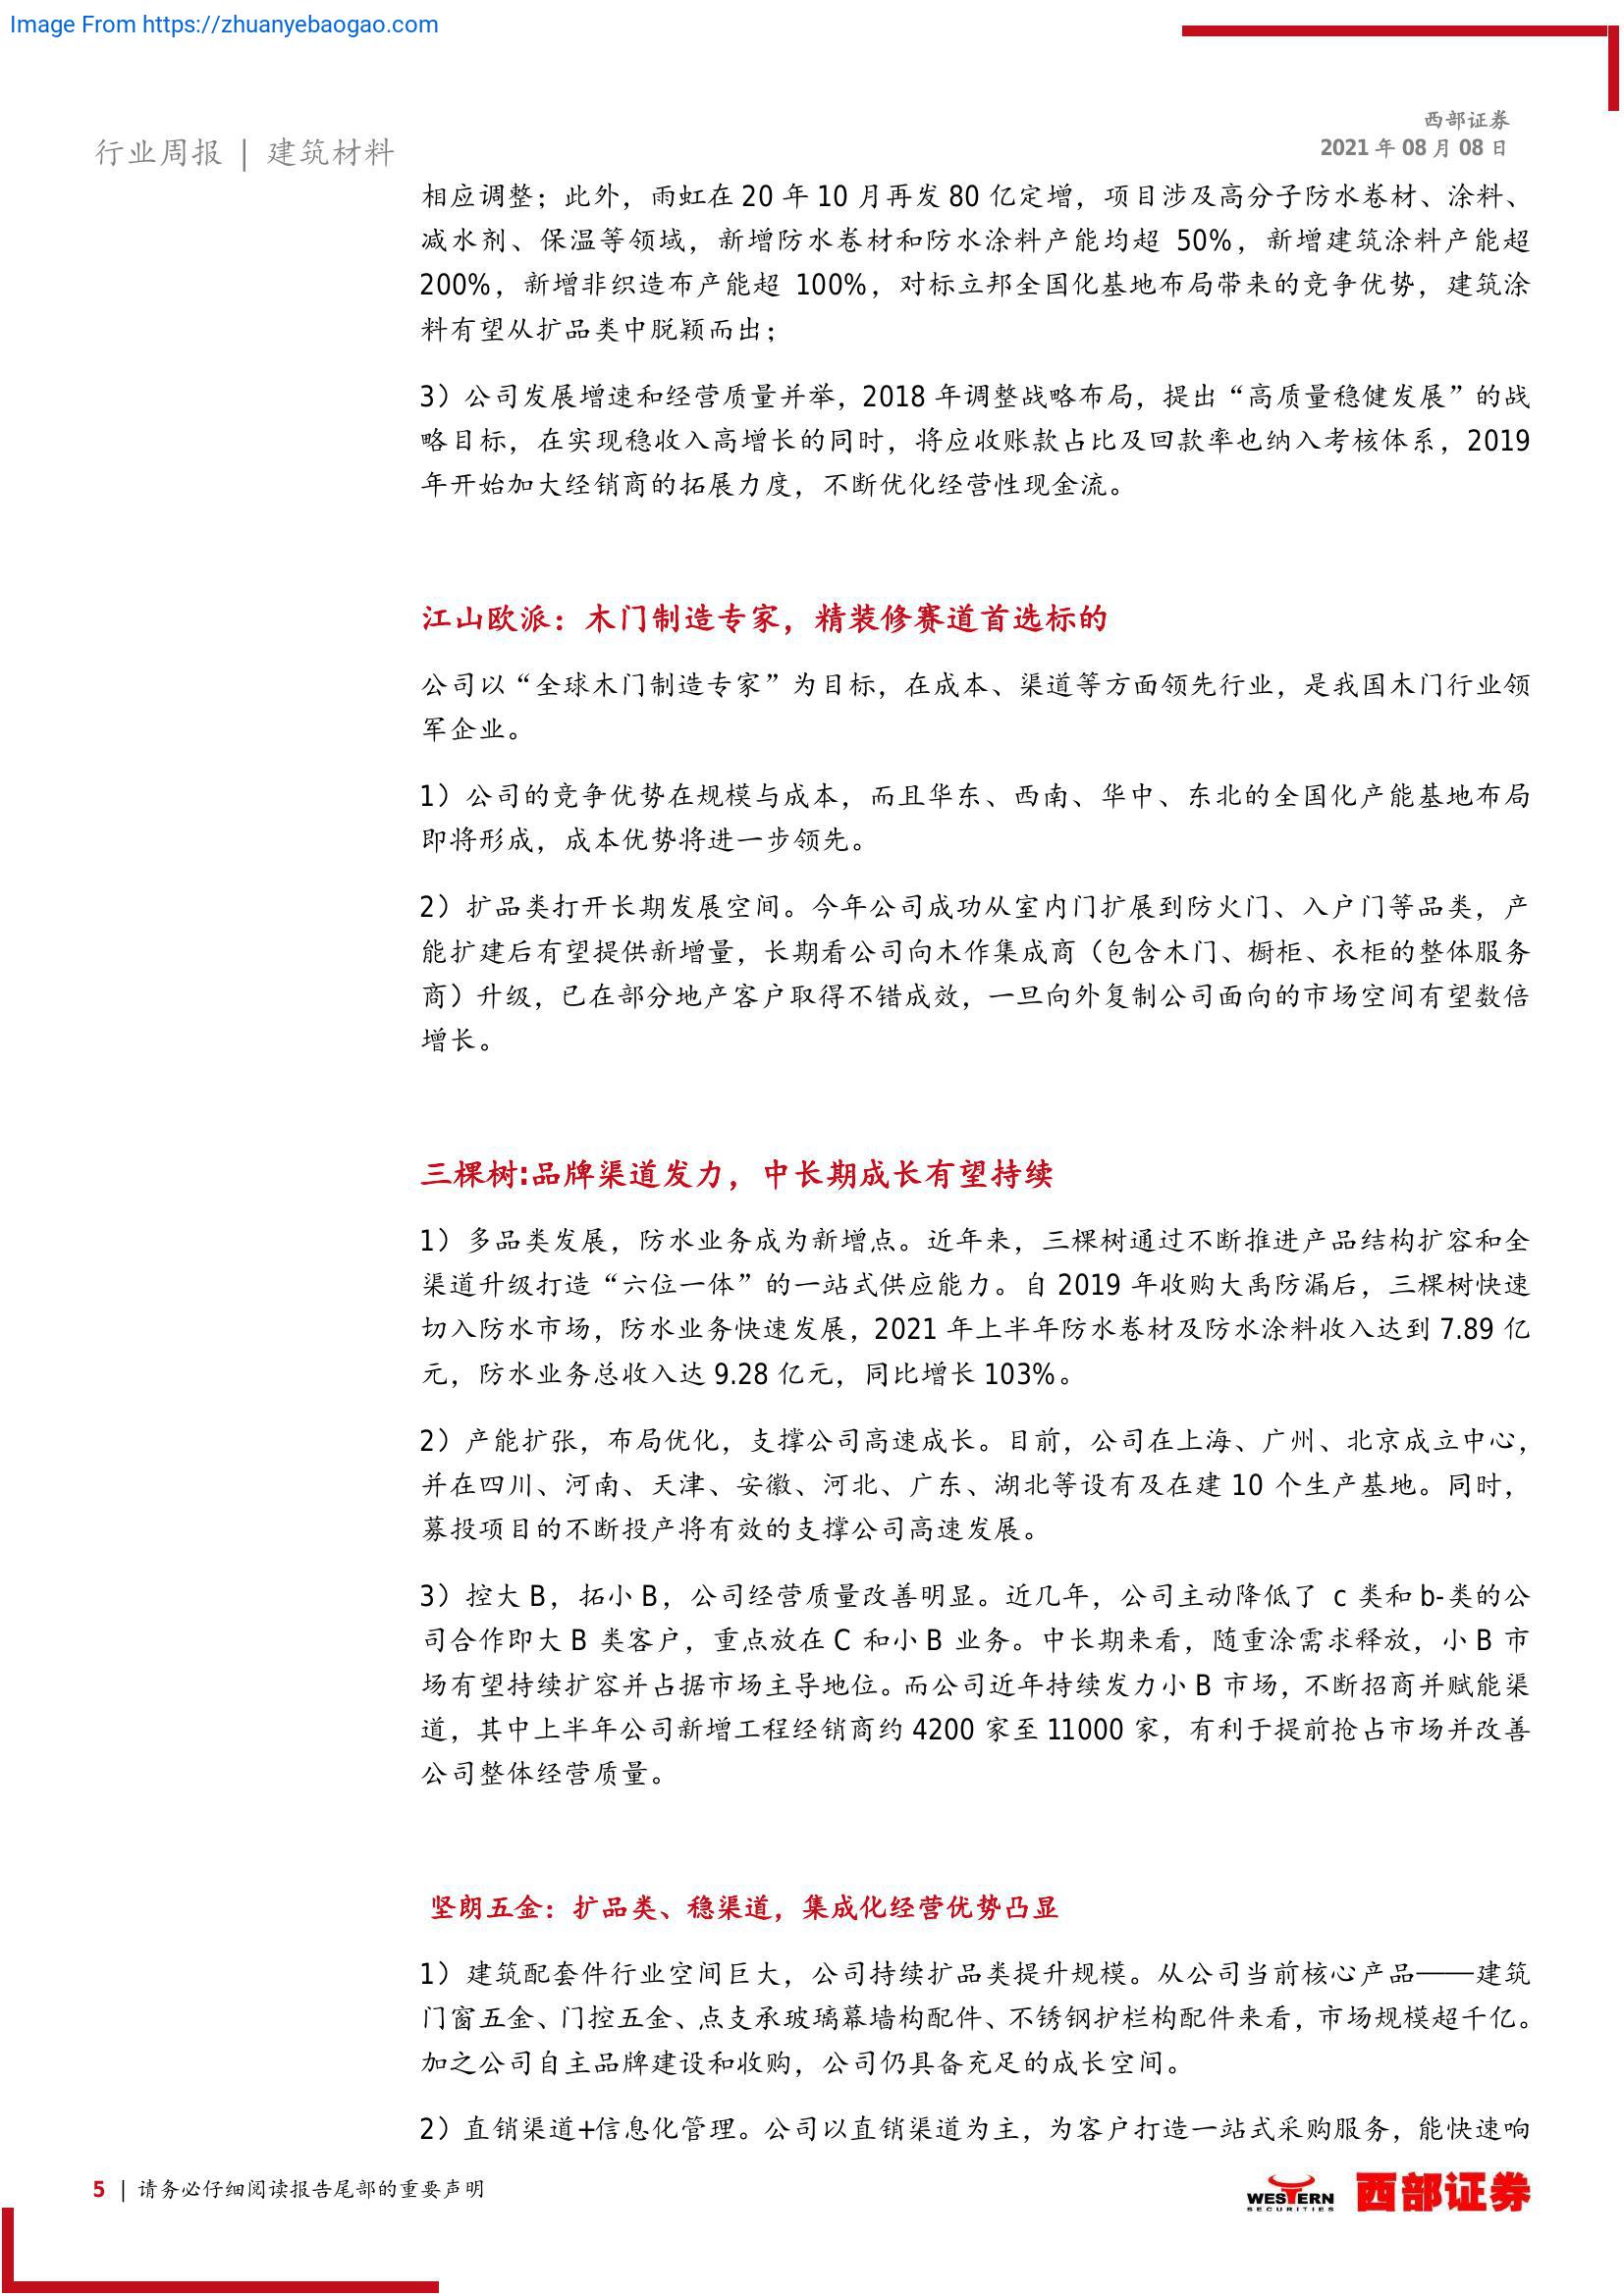 Image From https://zhuanyebaogao.com
西部证券
2021 年 08 月 08 日
行业周报 | 建筑材料
相应调整；此外，雨虹在 20 年 10 月再发 80 亿定增，项目涉及高分子防水卷材、涂料、
减水剂、保温等领域，新增防水卷材和防水涂料产能均超 50%，新增建筑涂料产能超
200%，新增非织造布产能超 100%，对标立邦全国化基地布局带来的竞争优势，建筑涂
料有望从扩品类中脱颖而出；
3）公司发展增速和经营质量并举，2018 年调整战略布局，提出“高质量稳健发展”的战
略目标，在实现稳收入高增长的同时，将应收账款占比及回款率也纳入考核体系，2019
年开始加大经销商的拓展力度，不断优化经营性现金流。
江山欧派：木门制造专家，精装修赛道首选标的
公司以“全球木门制造专家”为目标，在成本、渠道等方面领先行业，是我国木门行业领
军企业。
1）公司的竞争优势在规模与成本，而且华东、西南、华中、东北的全国化产能基地布局
即将形成，成本优势将进一步领先。
2）扩品类打开长期发展空间。今年公司成功从室内门扩展到防火门、入户门等品类，产
能扩建后有望提供新增量，长期看公司向木作集成商（包含木门、橱柜、衣柜的整体服务
商）升级，已在部分地产客户取得不错成效，一旦向外复制公司面向的市场空间有望数倍
增长。
三棵树:品牌渠道发力，中长期成长有望持续
1）多品类发展，防水业务成为新增点。近年来，三棵树通过不断推进产品结构扩容和全
渠道升级打造“六位一体”的一站式供应能力。自 2019 年收购大禹防漏后，三棵树快速
切入防水市场，防水业务快速发展，2021 年上半年防水卷材及防水涂料收入达到 7.89 亿
元，防水业务总收入达 9.28 亿元，同比增长 103%。
2）产能扩张，布局优化，支撑公司高速成长。目前，公司在上海、广州、北京成立中心，
并在四川、河南、天津、安徽、河北、广东、湖北等设有及在建 10 个生产基地。同时，
募投项目的不断投产将有效的支撑公司高速发展。
3）控大 B，拓小 B，公司经营质量改善明显。近几年，公司主动降低了 c 类和 b-类的公
司合作即大 B 类客户，重点放在 C 和小 B 业务。中长期来看，随重涂需求释放，小 B 市
场有望持续扩容并占据市场主导地位。而公司近年持续发力小 B 市场，不断招商并赋能渠
道，其中上半年公司新增工程经销商约 4200 家至 11000 家，有利于提前抢占市场并改善
公司整体经营质量。
坚朗五金：扩品类、稳渠道，集成化经营优势凸显
1）建筑配套件行业空间巨大，公司持续扩品类提升规模。从公司当前核心产品——建筑
门窗五金、门控五金、点支承玻璃幕墙构配件、不锈钢护栏构配件来看，市场规模超千亿。
加之公司自主品牌建设和收购，公司仍具备充足的成长空间。
2）直销渠道+信息化管理。公司以直销渠道为主，为客户打造一站式采购服务，能快速响
5 | 请务必仔细阅读报告尾部的重要声明
WESTERN
SECURITIES
西部证券